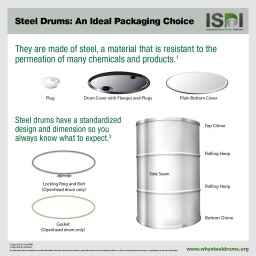 Steel Drums: An Ideal Packaging Choice
ISDI
They are made of steel, a material that is resistant to the
permeation of many chemicals and products.¹
Plug
Drum Cover with Flanges and Plugs
Plain Bottom Cover
Steel drums have a standardized
design and dimension so you
always know what to expect.²
Top Chime
Rolling Hoop
Locking Ring and Bolt
(Openhead drum only)
Side Seam
Rolling Hoop
Gasket
(Openhead drum only)
Bottom Chime
www.whysteeldrums.org